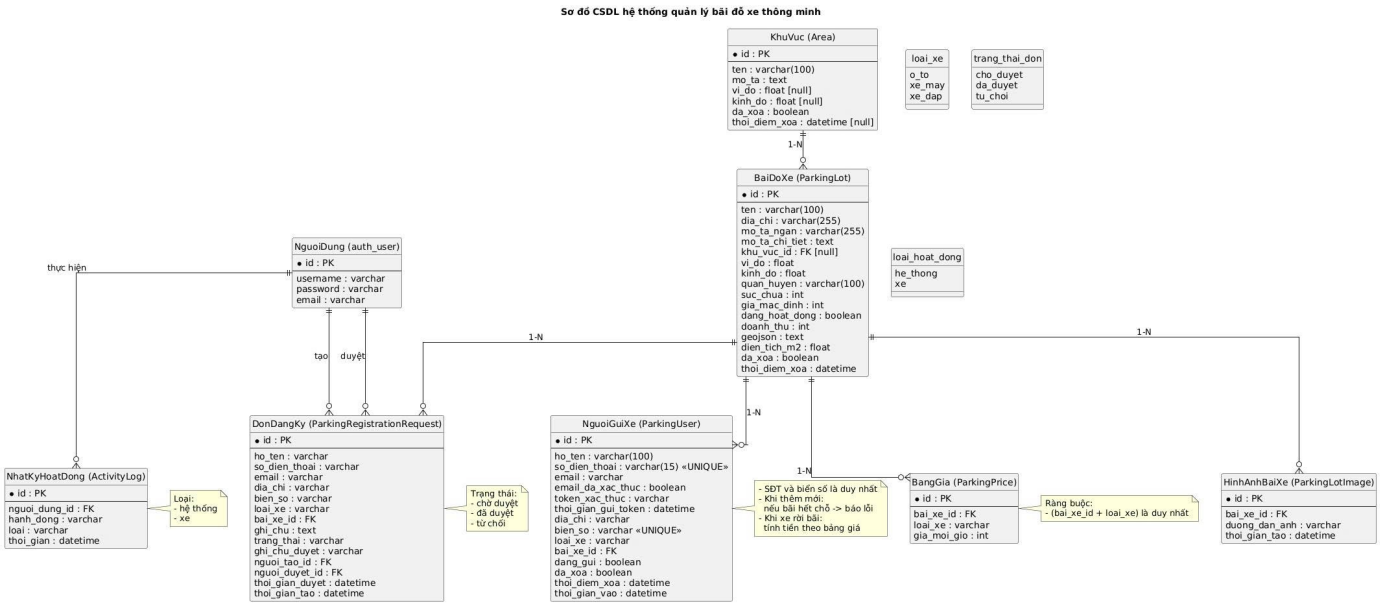 Sơ đồ CSDL hệ thống quản lý bãi đỗ xe thông minh
KhuVuc (Area)
id : PK
ten : varchar(100)
mo_ta : text
vi_do : float [null]
kinh_do : float [null]
da_xoa : boolean
thoi_diem_xoa : datetime [null]
loai_xe
o_to
xe_may
xe_dap
trang_thai_don
cho_duyet
da_duyet
tu_choi
1-N
BaiDoXe (ParkingLot)
id : PK
ten : varchar(100)
dia_chi : varchar(255)
mo_ta_ngan : varchar(255)
mo_ta_chi_tiet : text
khu_vuc_id : FK [null]
vi_do : float
kinh_do : float
quan_huyen : varchar(100)
suc_chua : int
gia_mac_dinh : int
dang_hoat_dong : boolean
doanh_thu : int
geojson : text
dien_tich_m2 : float
da_xoa : boolean
thoi_diem_xoa : datetime
loai_hoat_dong
he_thong
xe
NguoiDung (auth_user)
id : PK
username : varchar
password : varchar
email : varchar
thực hiện
tạo
duyệt
1-N
1-N
1-N
1-N
NhatKyHoatDong (ActivityLog)
id : PK
nguoi_dung_id : FK
hanh_dong : varchar
loai : varchar
thoi_gian : datetime
Loại:
- hệ thống
- xe
DonDangKy (ParkingRegistrationRequest)
id : PK
ho_ten : varchar
so_dien_thoai : varchar
email : varchar
dia_chi : varchar
bien_so : varchar
loai_xe : varchar
bai_xe_id : FK
ghi_chu : text
trang_thai : varchar
ghi_chu_duyet : varchar
nguoi_tao_id : FK
nguoi_duyet_id : FK
thoi_gian_duyet : datetime
thoi_gian_tao : datetime
Trạng thái:
- chờ duyệt
- đã duyệt
- từ chối
NguoiGuiXe (ParkingUser)
id : PK
ho_ten : varchar(100)
so_dien_thoai : varchar(15) «UNIQUE»
email : varchar
email_da_xac_thuc : boolean
token_xac_thuc : varchar
thoi_gian_gui_token : datetime
dia_chi : varchar
bien_so : varchar «UNIQUE»
loai_xe : varchar
bai_xe_id : FK
dang_gui : boolean
da_xoa : boolean
thoi_diem_xoa : datetime
thoi_gian_vao : datetime
- SĐT và biển số là duy nhất
- Khi thêm mới:
nếu bãi hết chỗ -> báo lỗi
- Khi xe rời bãi:
tính tiền theo bảng giá
BangGia (ParkingPrice)
id : PK
bai_xe_id : FK
loai_xe : varchar
gia_moi_gio : int
Ràng buộc:
- (bai_xe_id + loai_xe) là duy nhất
HinhAnhBaiXe (ParkingLotImage)
id : PK
bai_xe_id : FK
duong_dan_anh : varchar
thoi_gian_tao : datetime